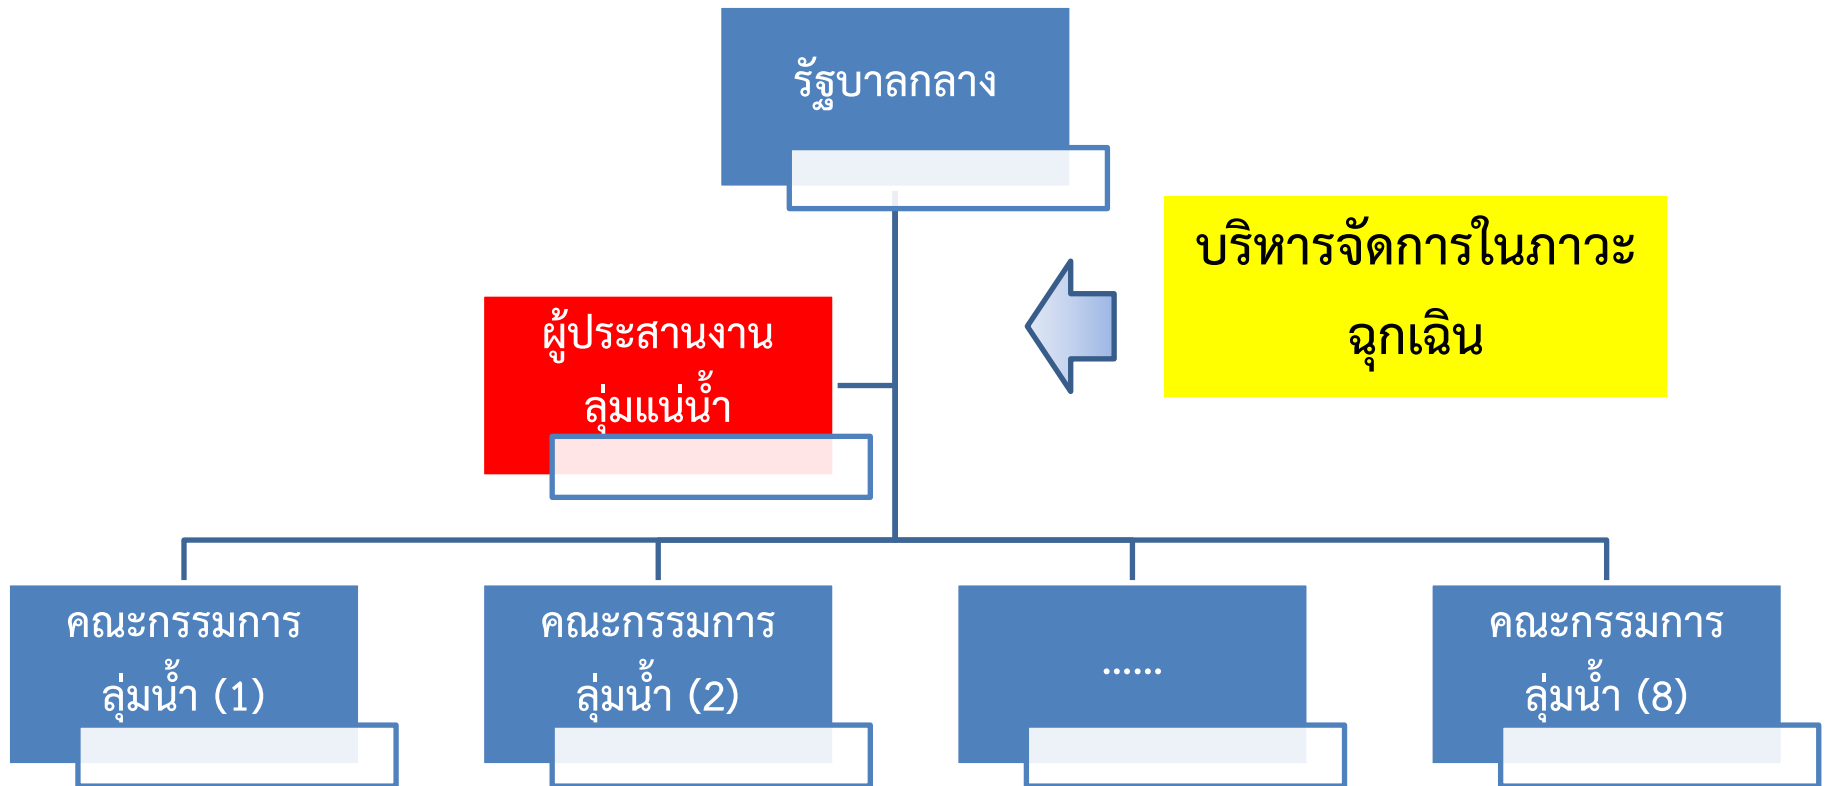 รัฐบาลกลาง
บริหารจัดการในภาวะ
ฉุกเฉิน
ผู้ประสานงาน
ลุ่มแน่น้ำ
คณะกรรมการ
ลุ่มน้ำ (1)
คณะกรรมการ
ลุ่มน้ำ (2)
......
คณะกรรมการ
ลุ่มน้ำ (8)